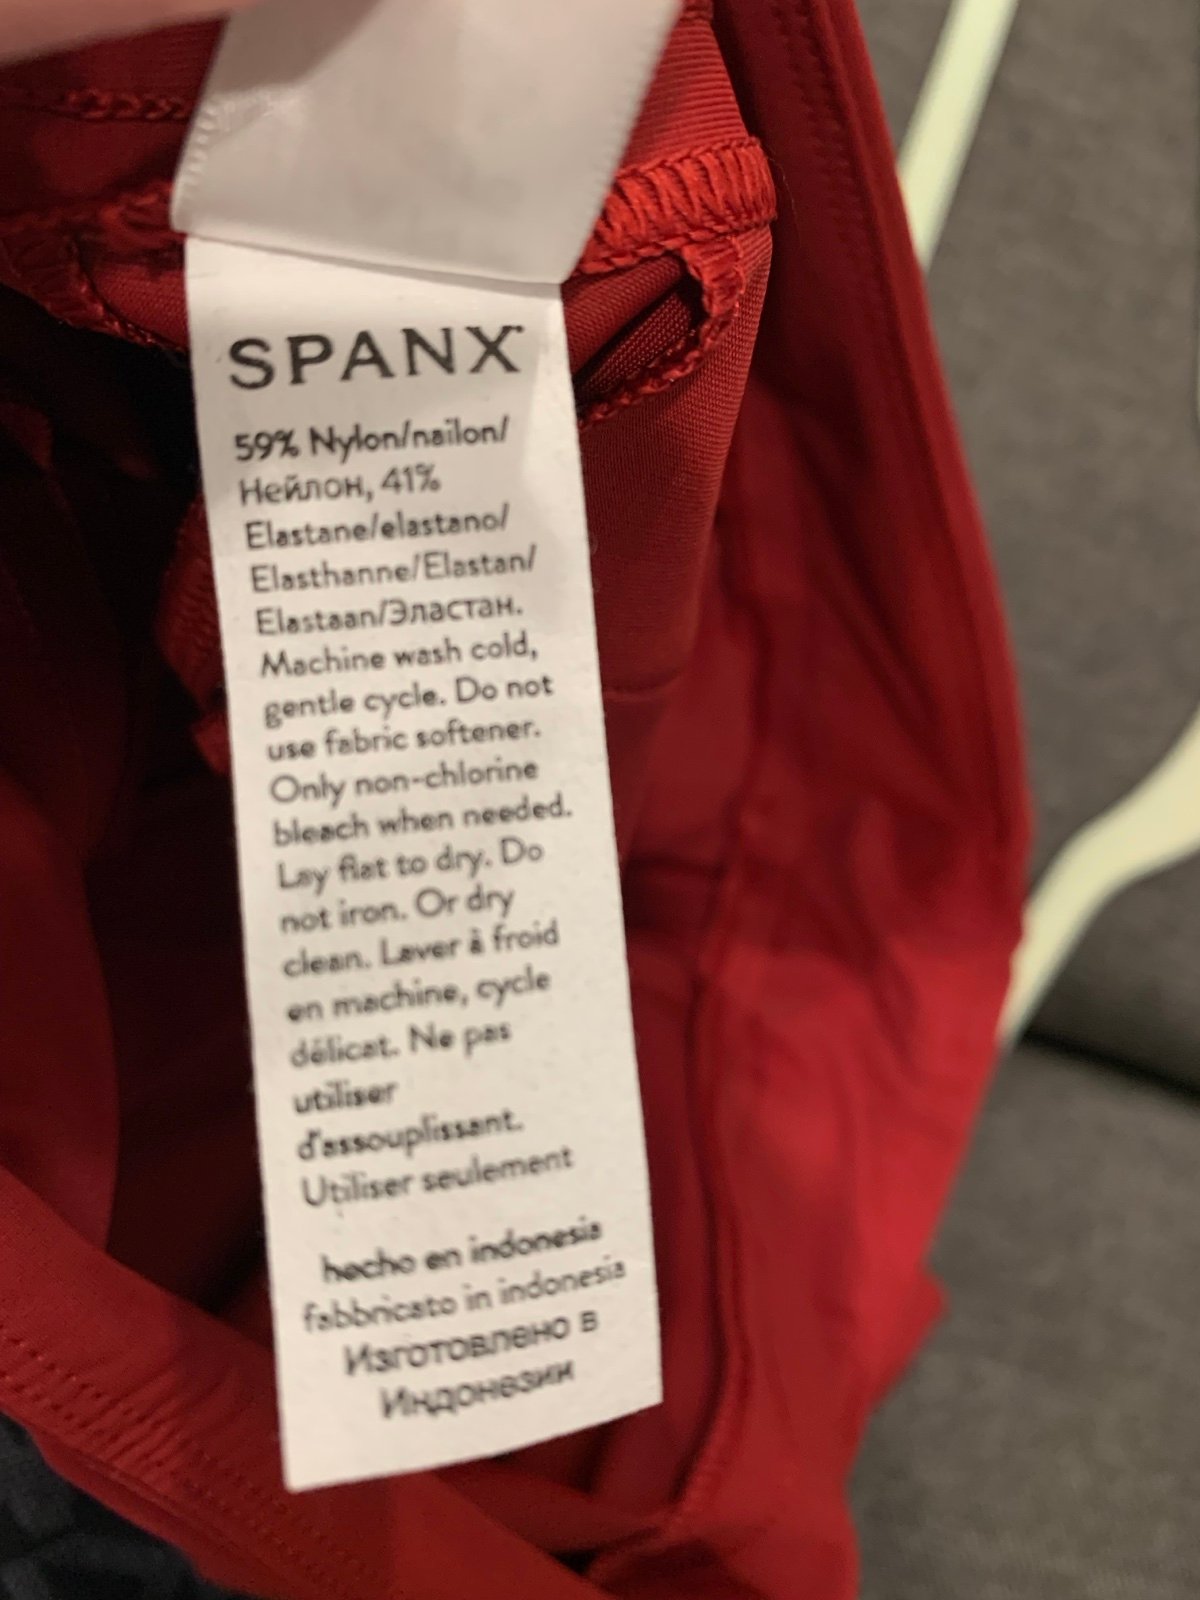 SPANX
59% Nylon/naïlon/
Нейлон, 41%
Elastane/elastano/
Elasthanne/Elastan/
Elastaan/Эластан.
Machine wash cold,
gentle cycle. Do not
use fabric softener.
Only non-chlorine
bleach when needed.
Lay flat to dry. Do
not iron. Or dry
clean. Laver à froid
en machine, cycle
délicat. Ne pas
utiliser
d'assouplissant.
Utiliser seulement
hecho en indonesia
fabbricato in indonesia
Изготовлено в
Индонезии